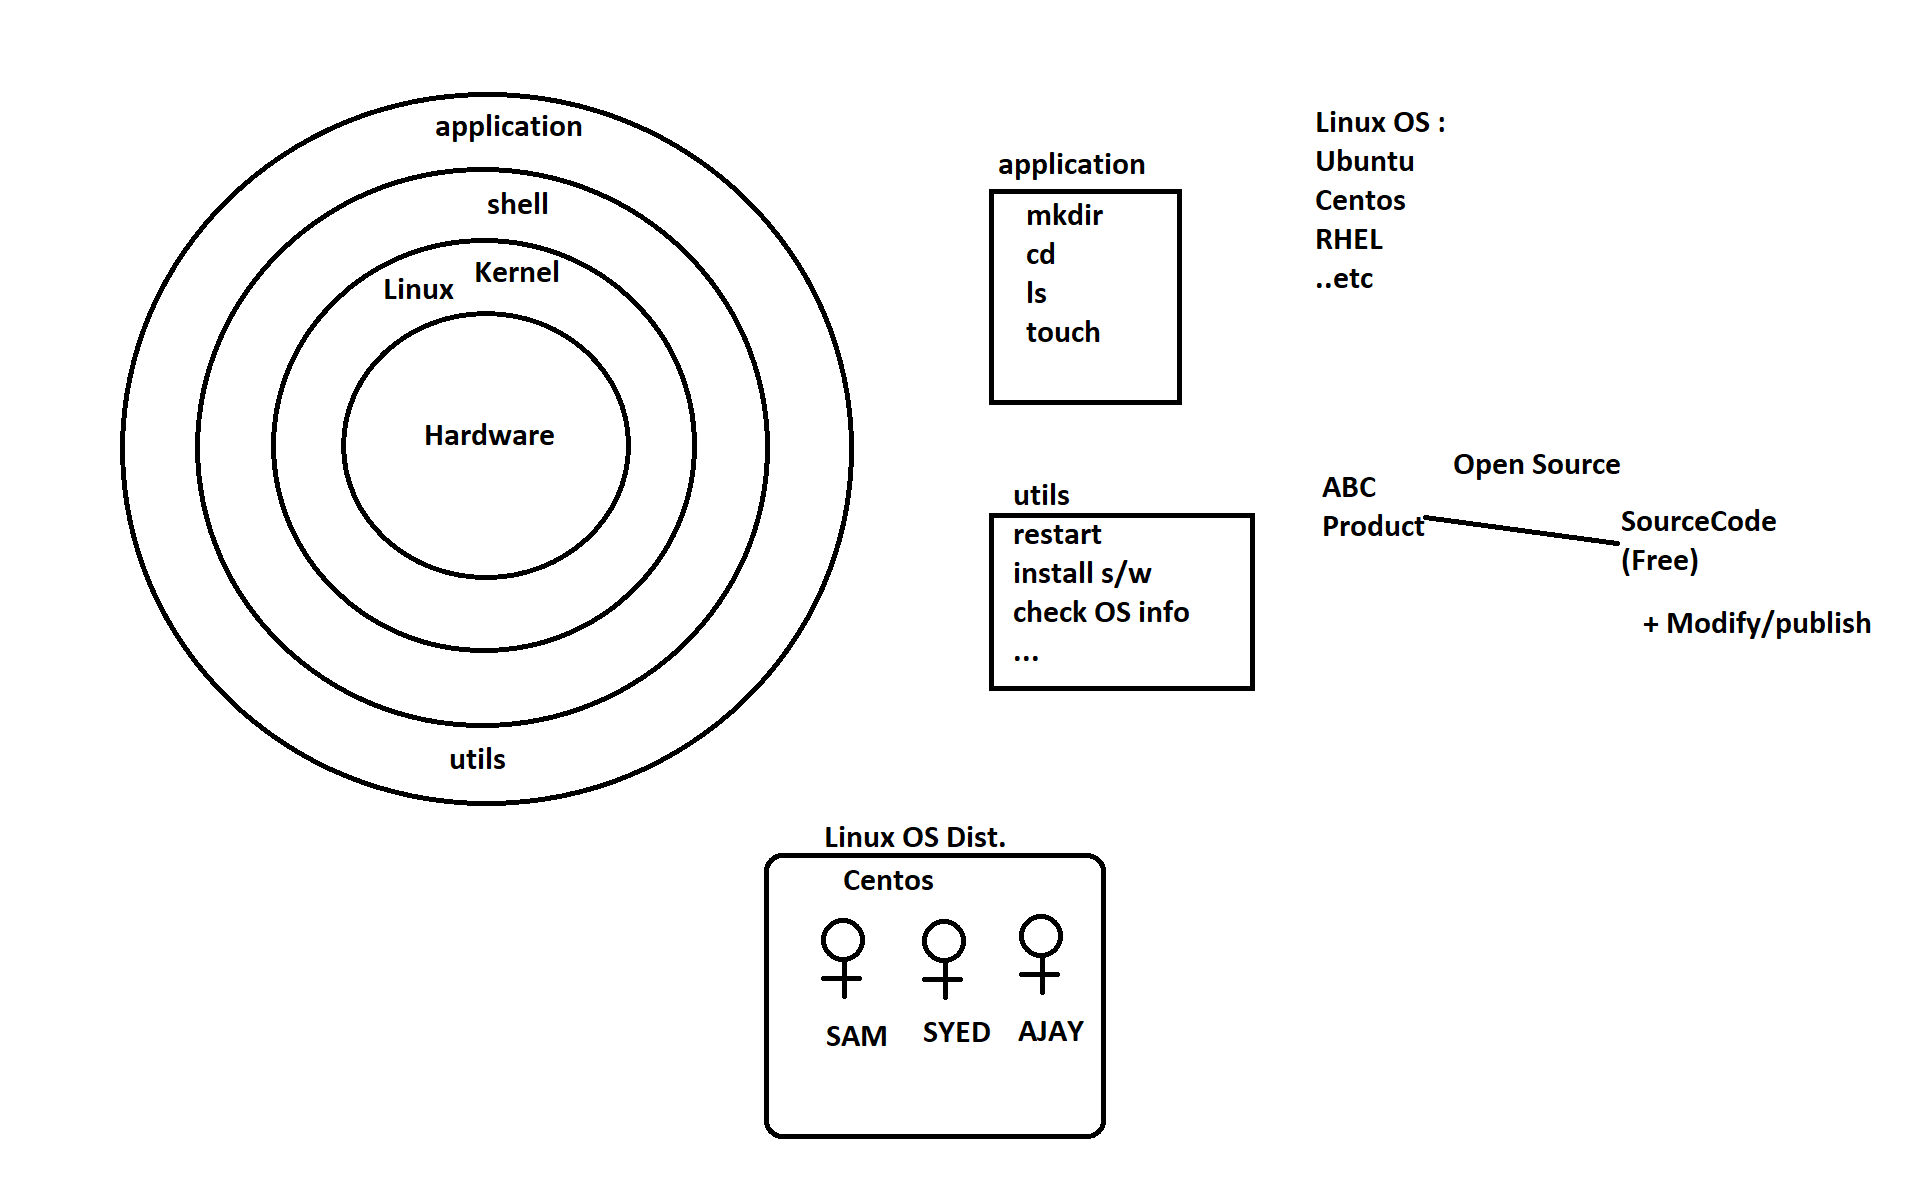 application
shell
Kernel
Linux
Hardware
utils
application
mkdir
cd
ls
touch
utils
restart
install s/w
check OS info
...
Linux OS :
Ubuntu
Centos
RHEL
..etc
Open Source
ABC
Product
SourceCode
(Free)
+ Modify/publish
Linux OS Dist.
Centos
SAM SYED AJAY